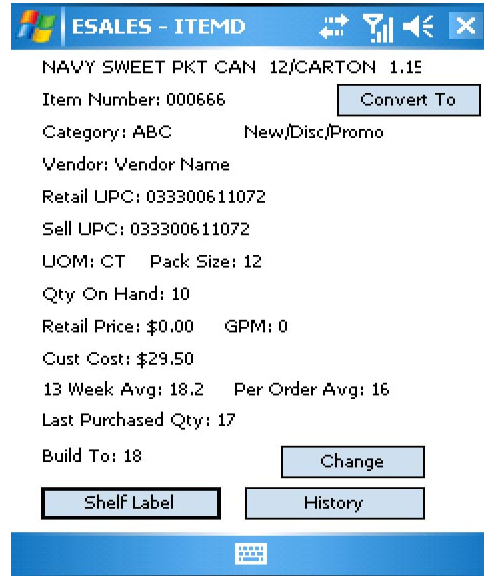 ESALES - ITEMD
NAVY SWEET PKT CAN 12/CARTON 1.15
Item Number: 000666 Convert To
Category: ABC New/Disc/Promo
Vendor: Vendor Name
Retail UPC: 033300611072
Sell UPC: 033300611072
UOM: CT Pack Size: 12
Qty On Hand: 10
Retail Price: $0.00 GPM: 0
Cust Cost: $29.50
13 Week Avg: 18.2 Per Order Avg: 16
Last Purchased Qty: 17
Build To: 18 Change
Shelf Label History